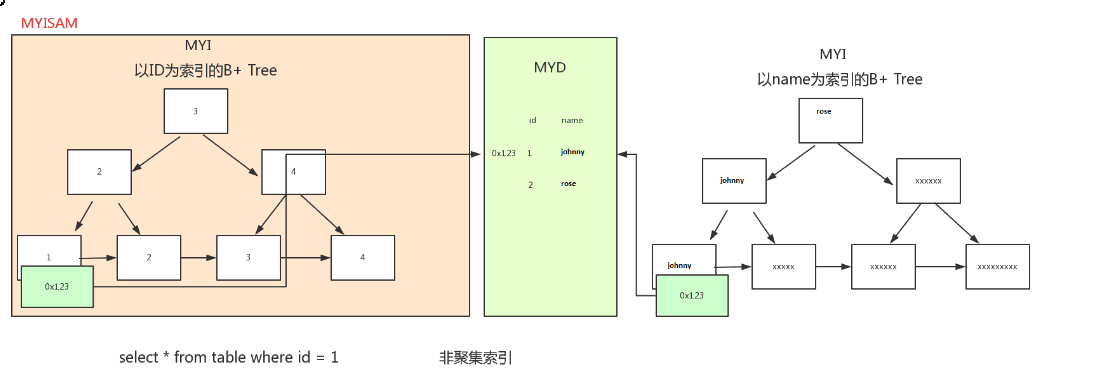 MYISAM
MYI
以ID为索引的B+ Tree
3
2
4
1
2
3
4
0x123
MYD
id name
0x123 1 johnny
2 rose
MYI
以name为索引的B+ Tree
rose
johnny
xxxxxx
johnny
xxxxx
xxxxxx
xxxxxxxxx
0x123
select * from table where id = 1
非聚集索引